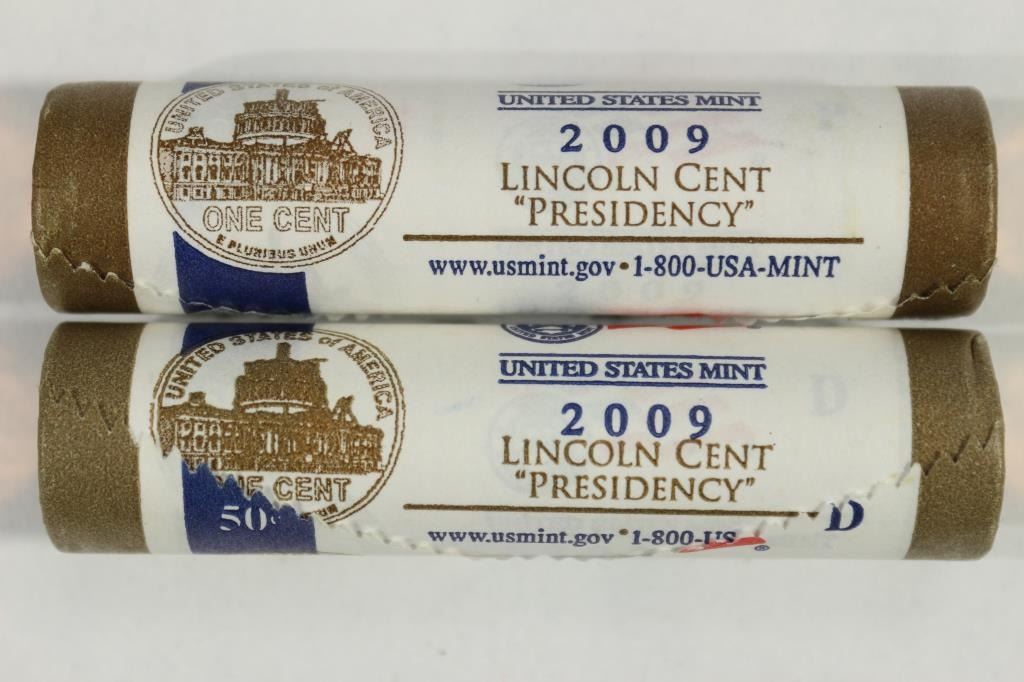 UNITED STATES of AMERICA
ONE CENT
E PLURIBUS UNUM
UNITED STATES MINT
2009
LINCOLN CENT
"PRESIDENCY"
www.usmint.gov • 1-800-USA-MINT
UNITED STATES of AMERICA
CENT
50¢
UNITED STATES MINT
2009
LINCOLN CENT
"PRESIDENCY"
www.usmint.gov • 1-800-US
®
D
D